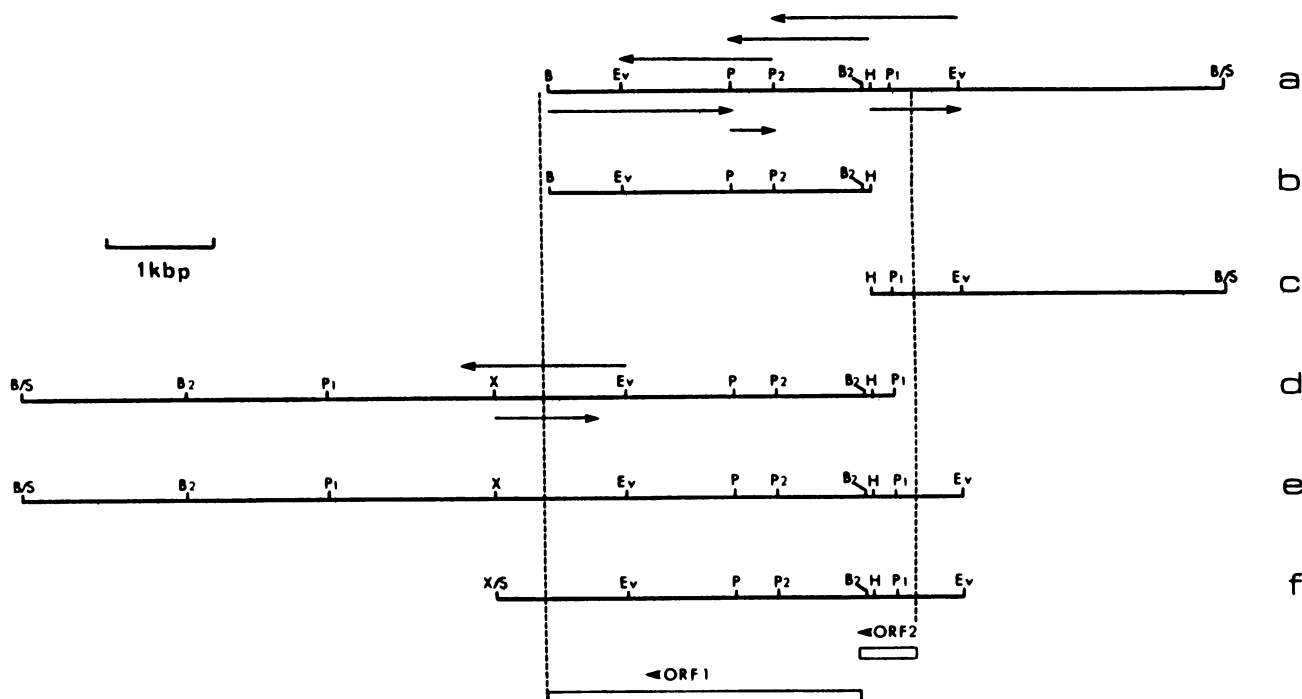 B Ev P P2 B2 H P1 Ev B/S a
B Ev P P2 B2 H b
1kbp
H P1 Ev B/S c
B/S B2 P1 X Ev P P2 B2 H P1 d
B/S B2 P1 X Ev P P2 B2 H P1 Ev e
X/S Ev P P2 B2 H P1 Ev f
ORF2
ORF1